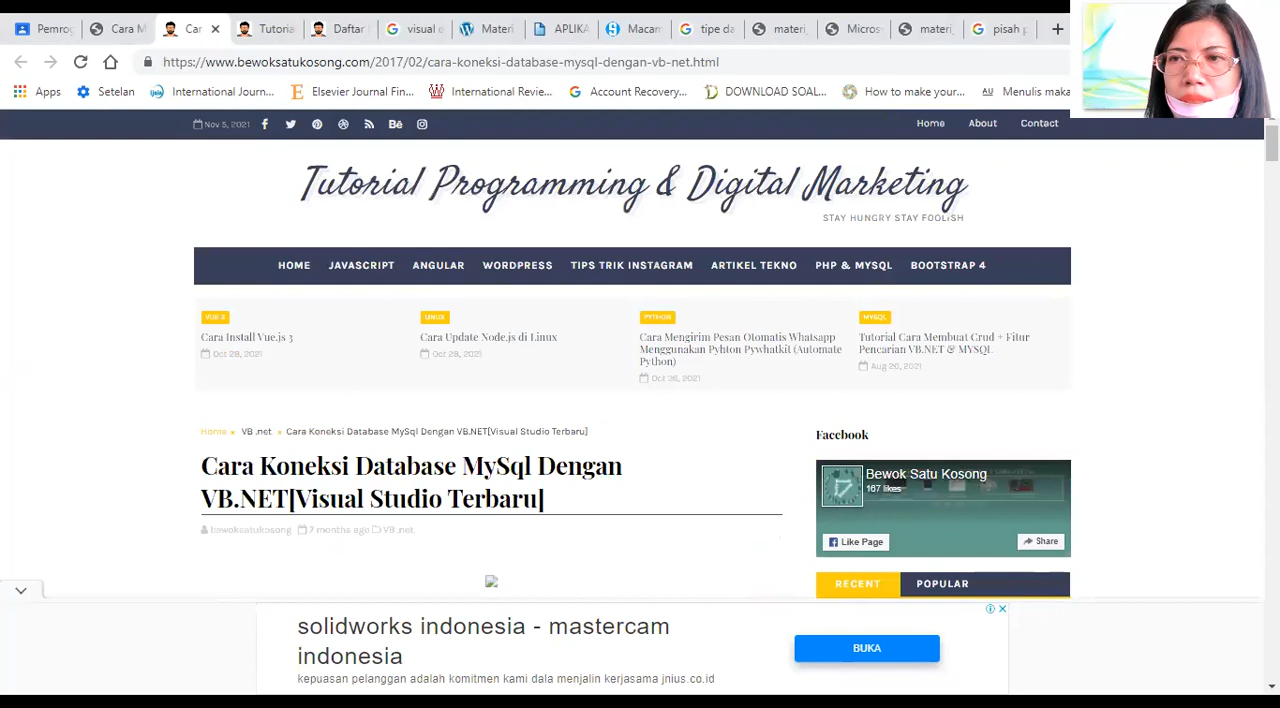 Pemrog
Cara M
Car
Tutoria
Daftar
visual e
Materi
APLIKA
Macam
tipe da
materi
Micros
materi
pisah p
https://www.bewoksatukosong.com/2017/02/cara-koneksi-database-mysql-dengan-vb-net.html
Apps
Setelan
International Journ...
Elsevier Journal Fin...
International Revie...
Account Recovery...
DOWNLOAD SOAL...
How to make your...
Menulis maka
Nov 5, 2021
Home
About
Contact
Tutorial Programming & Digital Marketing
STAY HUNGRY STAY FOOLISH
HOME
JAVASCRIPT
ANGULAR
WORDPRESS
TIPS TRIK INSTAGRAM
ARTIKEL TEKNO
PHP & MYSQL
BOOTSTRAP 4
VUE 3
Cara Install Vue.js 3
Oct 28, 2021
LINUX
Cara Update Node.js di Linux
Oct 28, 2021
PYTHON
Cara Mengirim Pesan Otomatis Whatsapp
Menggunakan Pyhton Pywhatkit (Automate
Python)
Oct 26, 2021
MYSQL
Tutorial Cara Membuat Crud + Fitur
Pencarian VB.NET & MYSQL
Aug 20, 2021
Home
VB .net
Cara Koneksi Database MySql Dengan VB.NET[Visual Studio Terbaru]
Cara Koneksi Database MySql Dengan
VB.NET[Visual Studio Terbaru]
bewoksatukosong
7 months ago
VB .net
Facebook
Bewok Satu Kosong
167 likes
Like Page
Share
RECENT
POPULAR
solidworks indonesia - mastercam
indonesia
kepuasan pelanggan adalah komitmen kami dala menjalin kerjasama jnius.co.id
BUKA